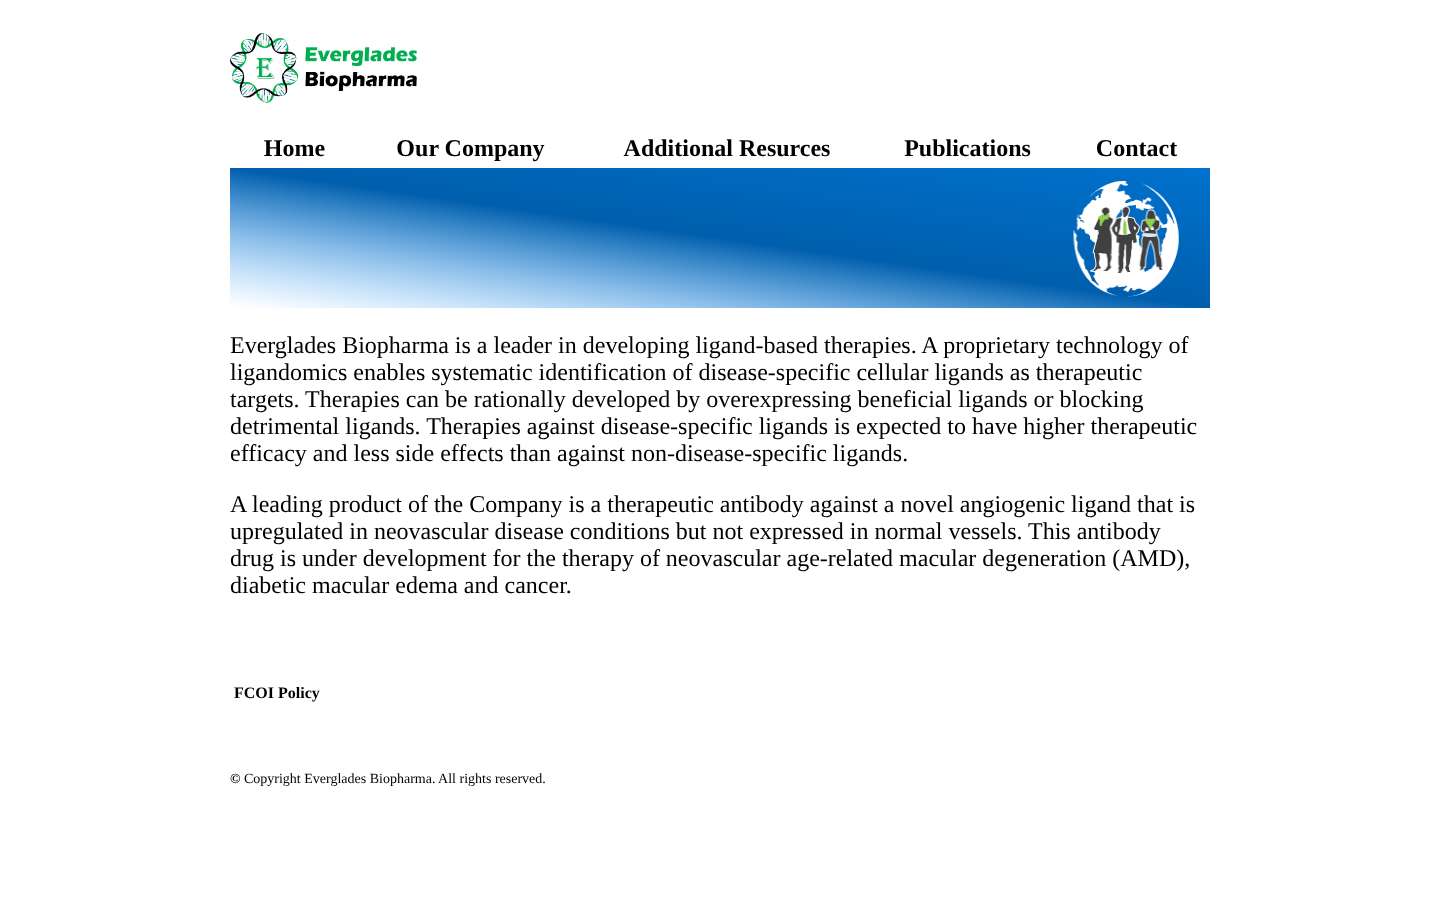 E
Everglades
Biopharma
Home Our Company Additional Resurces Publications Contact
Everglades Biopharma is a leader in developing ligand-based therapies. A proprietary technology of
ligandomics enables systematic identification of disease-specific cellular ligands as therapeutic
targets. Therapies can be rationally developed by overexpressing beneficial ligands or blocking
detrimental ligands. Therapies against disease-specific ligands is expected to have higher therapeutic
efficacy and less side effects than against non-disease-specific ligands.
A leading product of the Company is a therapeutic antibody against a novel angiogenic ligand that is
upregulated in neovascular disease conditions but not expressed in normal vessels. This antibody
drug is under development for the therapy of neovascular age-related macular degeneration (AMD),
diabetic macular edema and cancer.
FCOI Policy
© Copyright Everglades Biopharma. All rights reserved.